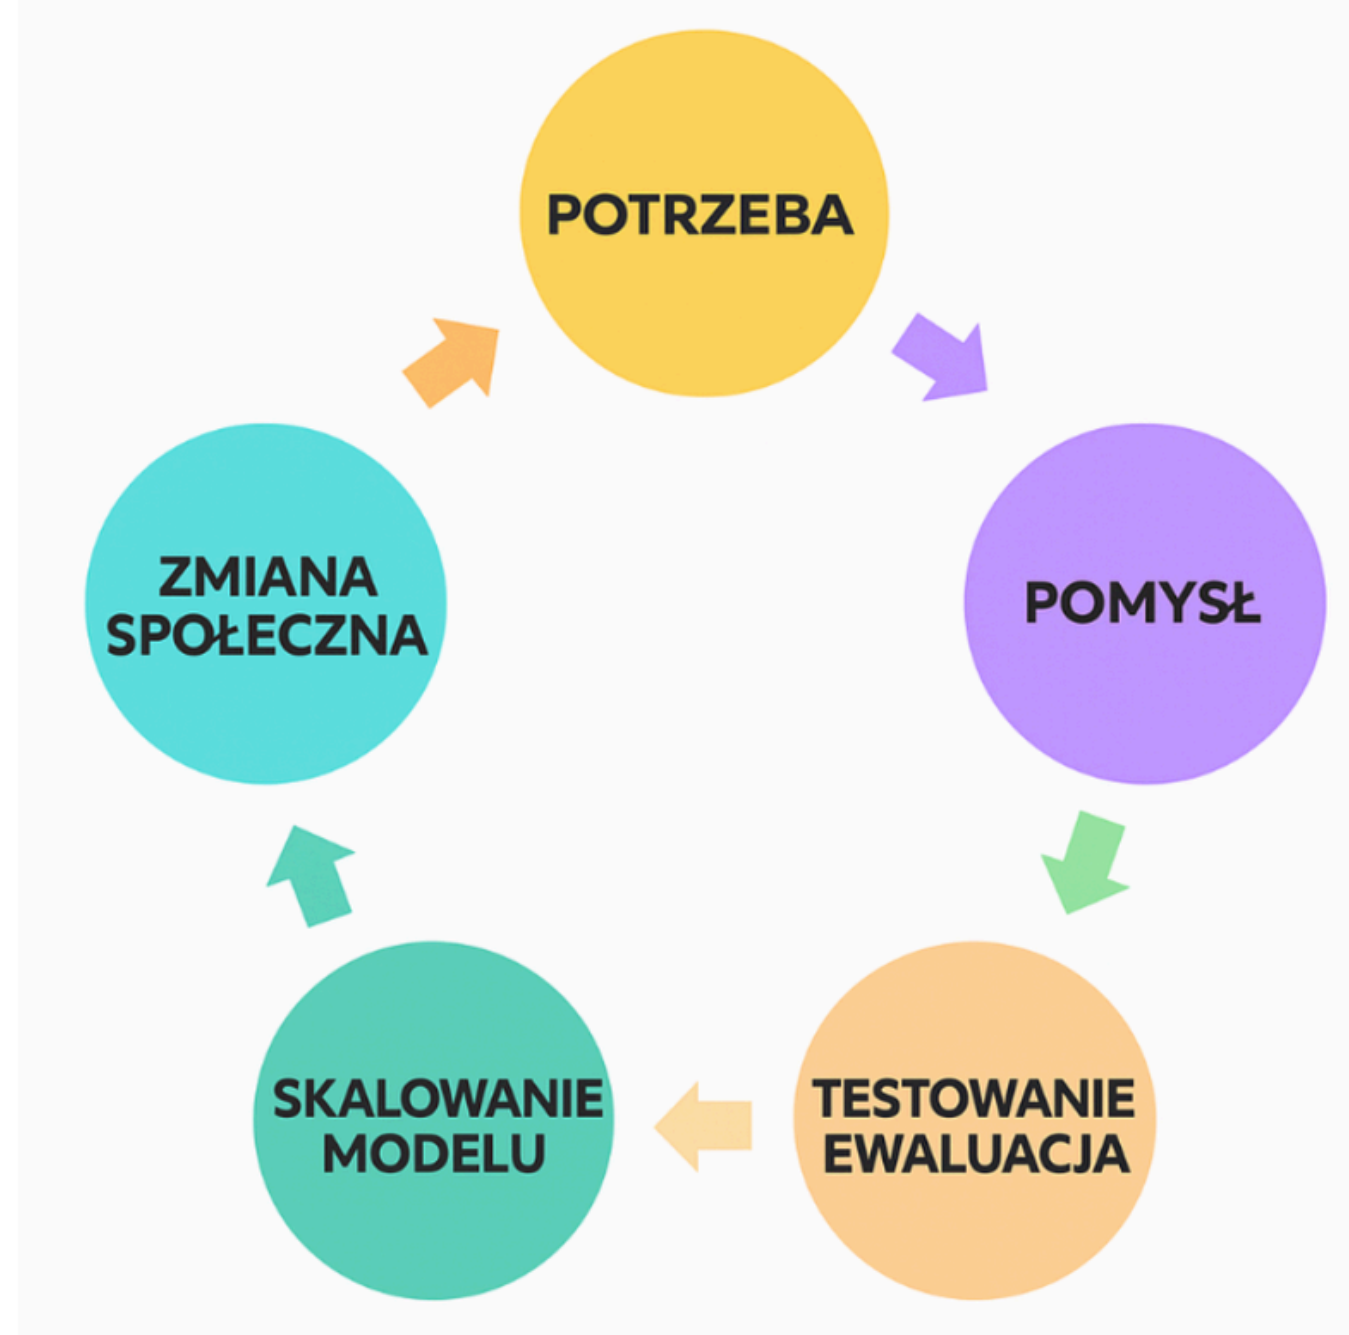 POTRZEBA
POMYSŁ
TESTOWANIE
EWALUACJA
SKALOWANIE
MODELU
ZMIANA
SPOŁECZNA